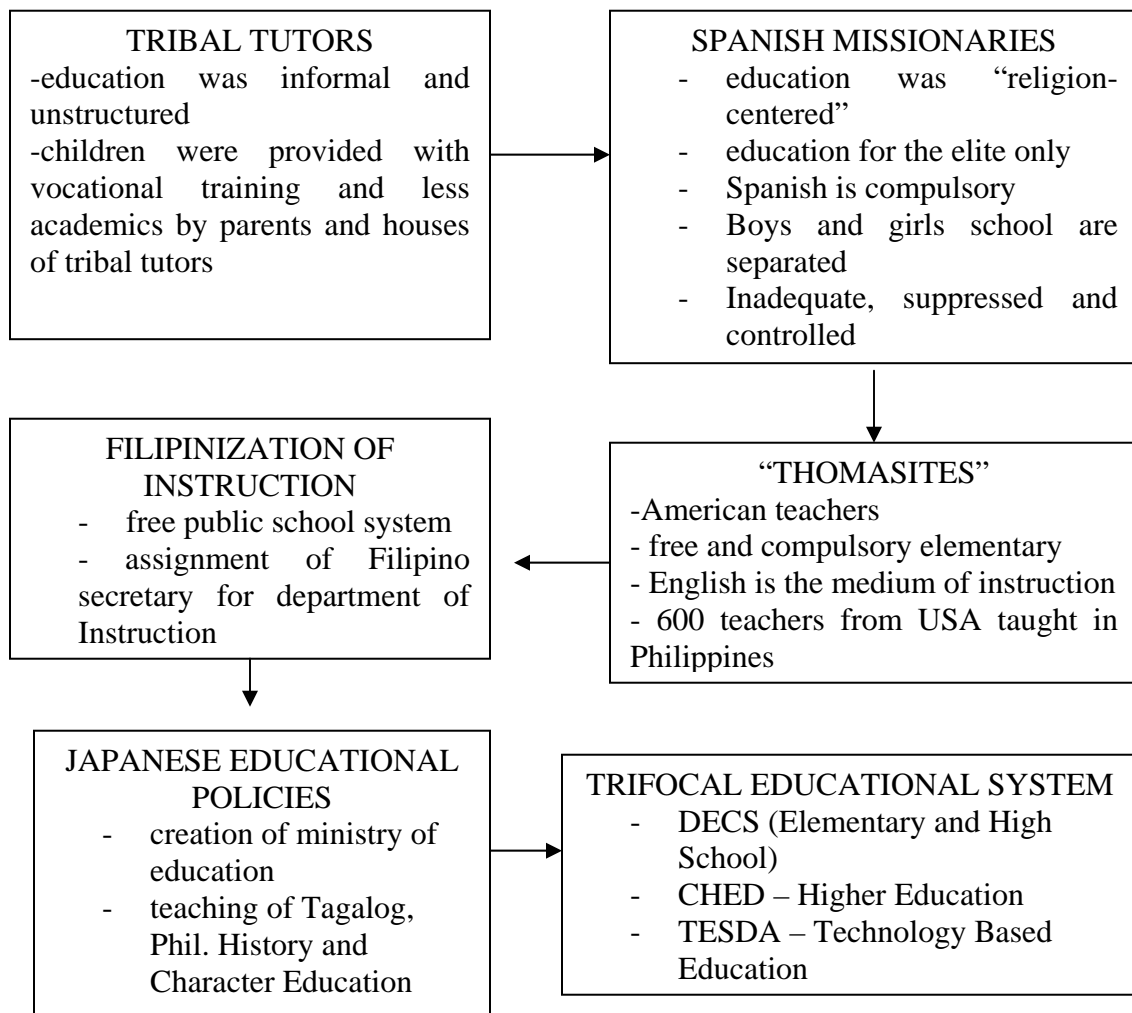 TRIBAL TUTORS
-education was informal and
unstructured
-children were provided with
vocational training and less
academics by parents and houses
of tribal tutors
SPANISH MISSIONARIES
- education was “religion-
centered”
- education for the elite only
- Spanish is compulsory
- Boys and girls school are
separated
- Inadequate, suppressed and
controlled
“THOMASITES”
-American teachers
- free and compulsory elementary
- English is the medium of instruction
- 600 teachers from USA taught in
Philippines
FILIPINIZATION OF
INSTRUCTION
- free public school system
- assignment of Filipino
secretary for department of
Instruction
JAPANESE EDUCATIONAL
POLICIES
- creation of ministry of
education
- teaching of Tagalog,
Phil. History and
Character Education
TRIFOCAL EDUCATIONAL SYSTEM
- DECS (Elementary and High
School)
- CHED – Higher Education
- TESDA – Technology Based
Education